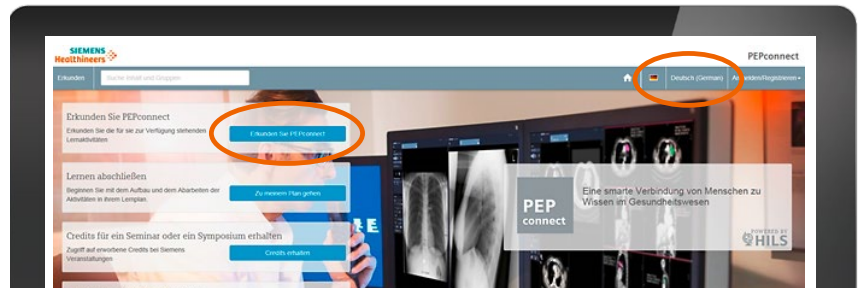 SIEMENS
Healthineers
PEPconnect
Erkunden
Suche Inhalt und Gruppen
Deutsch (German)
Anmelden/Registrieren
Erkunden Sie PEPconnect
Erkunden Sie die für sie zur Verfügung stehenden
Lernaktivitäten
Erkunden Sie PEPconnect
Lernen abschließen
Beginnen Sie mit dem Aufbau und dem Abarbeiten der
Aktivitäten in Ihrem Lernplan.
Zu meinem Plan gehen
Credits für ein Seminar oder ein Symposium erhalten
Zugriff auf erworbene Credits bei Siemens
Veranstaltungen
Credits erhalten
PEP
connect
Eine smarte Verbindung von Menschen zu
Wissen im Gesundheitswesen
POWERED BY
HILS